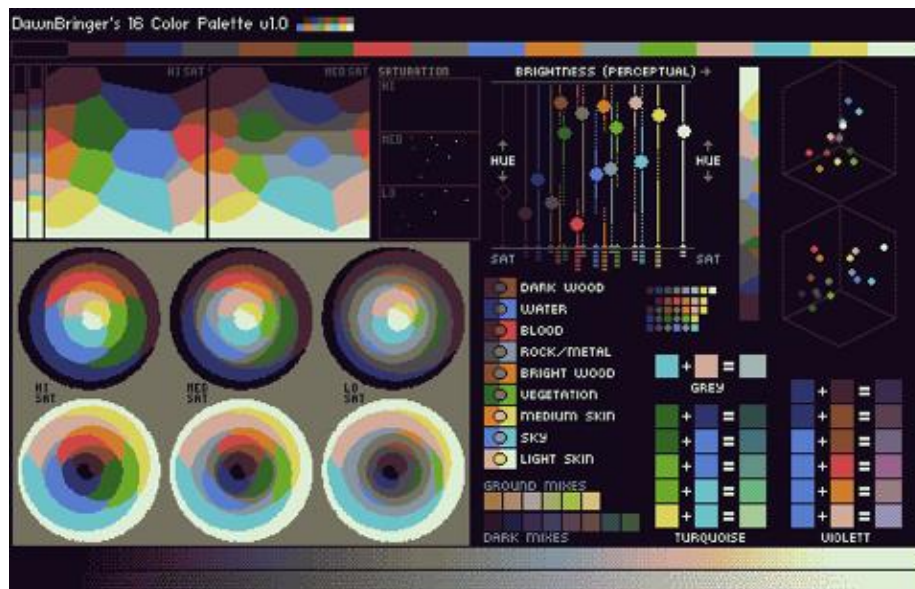 DawnBringer's 16 Color Palette v1.0
HI SAT
MED SAT
SATURATION
HI
MED
LO
BRIGHTNESS (PERCEPTUAL) →
HUE
HUE
SAT
SAT
DARK WOOD
WATER
BLOOD
ROCK/METAL
BRIGHT WOOD
VEGETATION
MEDIUM SKIN
SKY
LIGHT SKIN
HI SAT
MED SAT
LO SAT
+ =
GREY
GROUND MIXES
DARK MIXES
+ =
+ =
+ =
+ =
+ =
TURQUOISE
+ =
+ =
+ =
+ =
+ =
VIOLETT